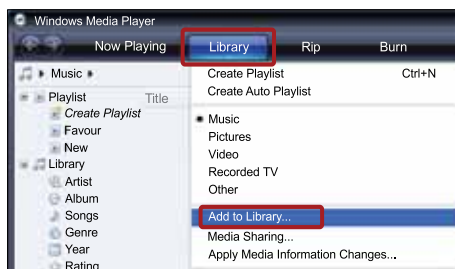 Windows Media Player
Now Playing Library Rip Burn
Music
Create Playlist Ctrl+N
Create Auto Playlist
Playlist Title
Create Playlist
Favour
New
Library
Artist
Album
Songs
Genre
Year
Rating
Music
Pictures
Video
Recorded TV
Other
Add to Library...
Media Sharing...
Apply Media Information Changes...